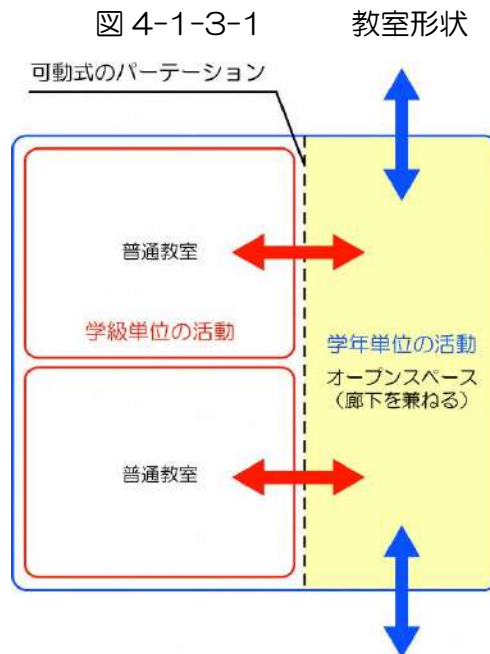 図 4-1-3-1 教室形状
可動式のパーテーション
普通教室
学級単位の活動
学年単位の活動
オープンスペース
（廊下を兼ねる）
普通教室